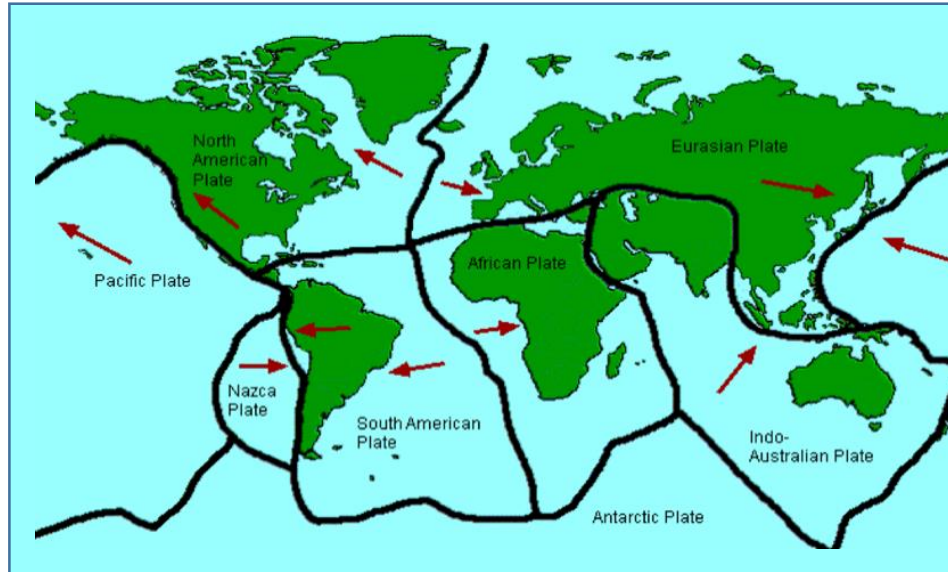 North
American
Plate
Eurasian Plate
African Plate
Pacific Plate
Nazca
Plate
South American
Plate
Indo-
Australian Plate
Antarctic Plate